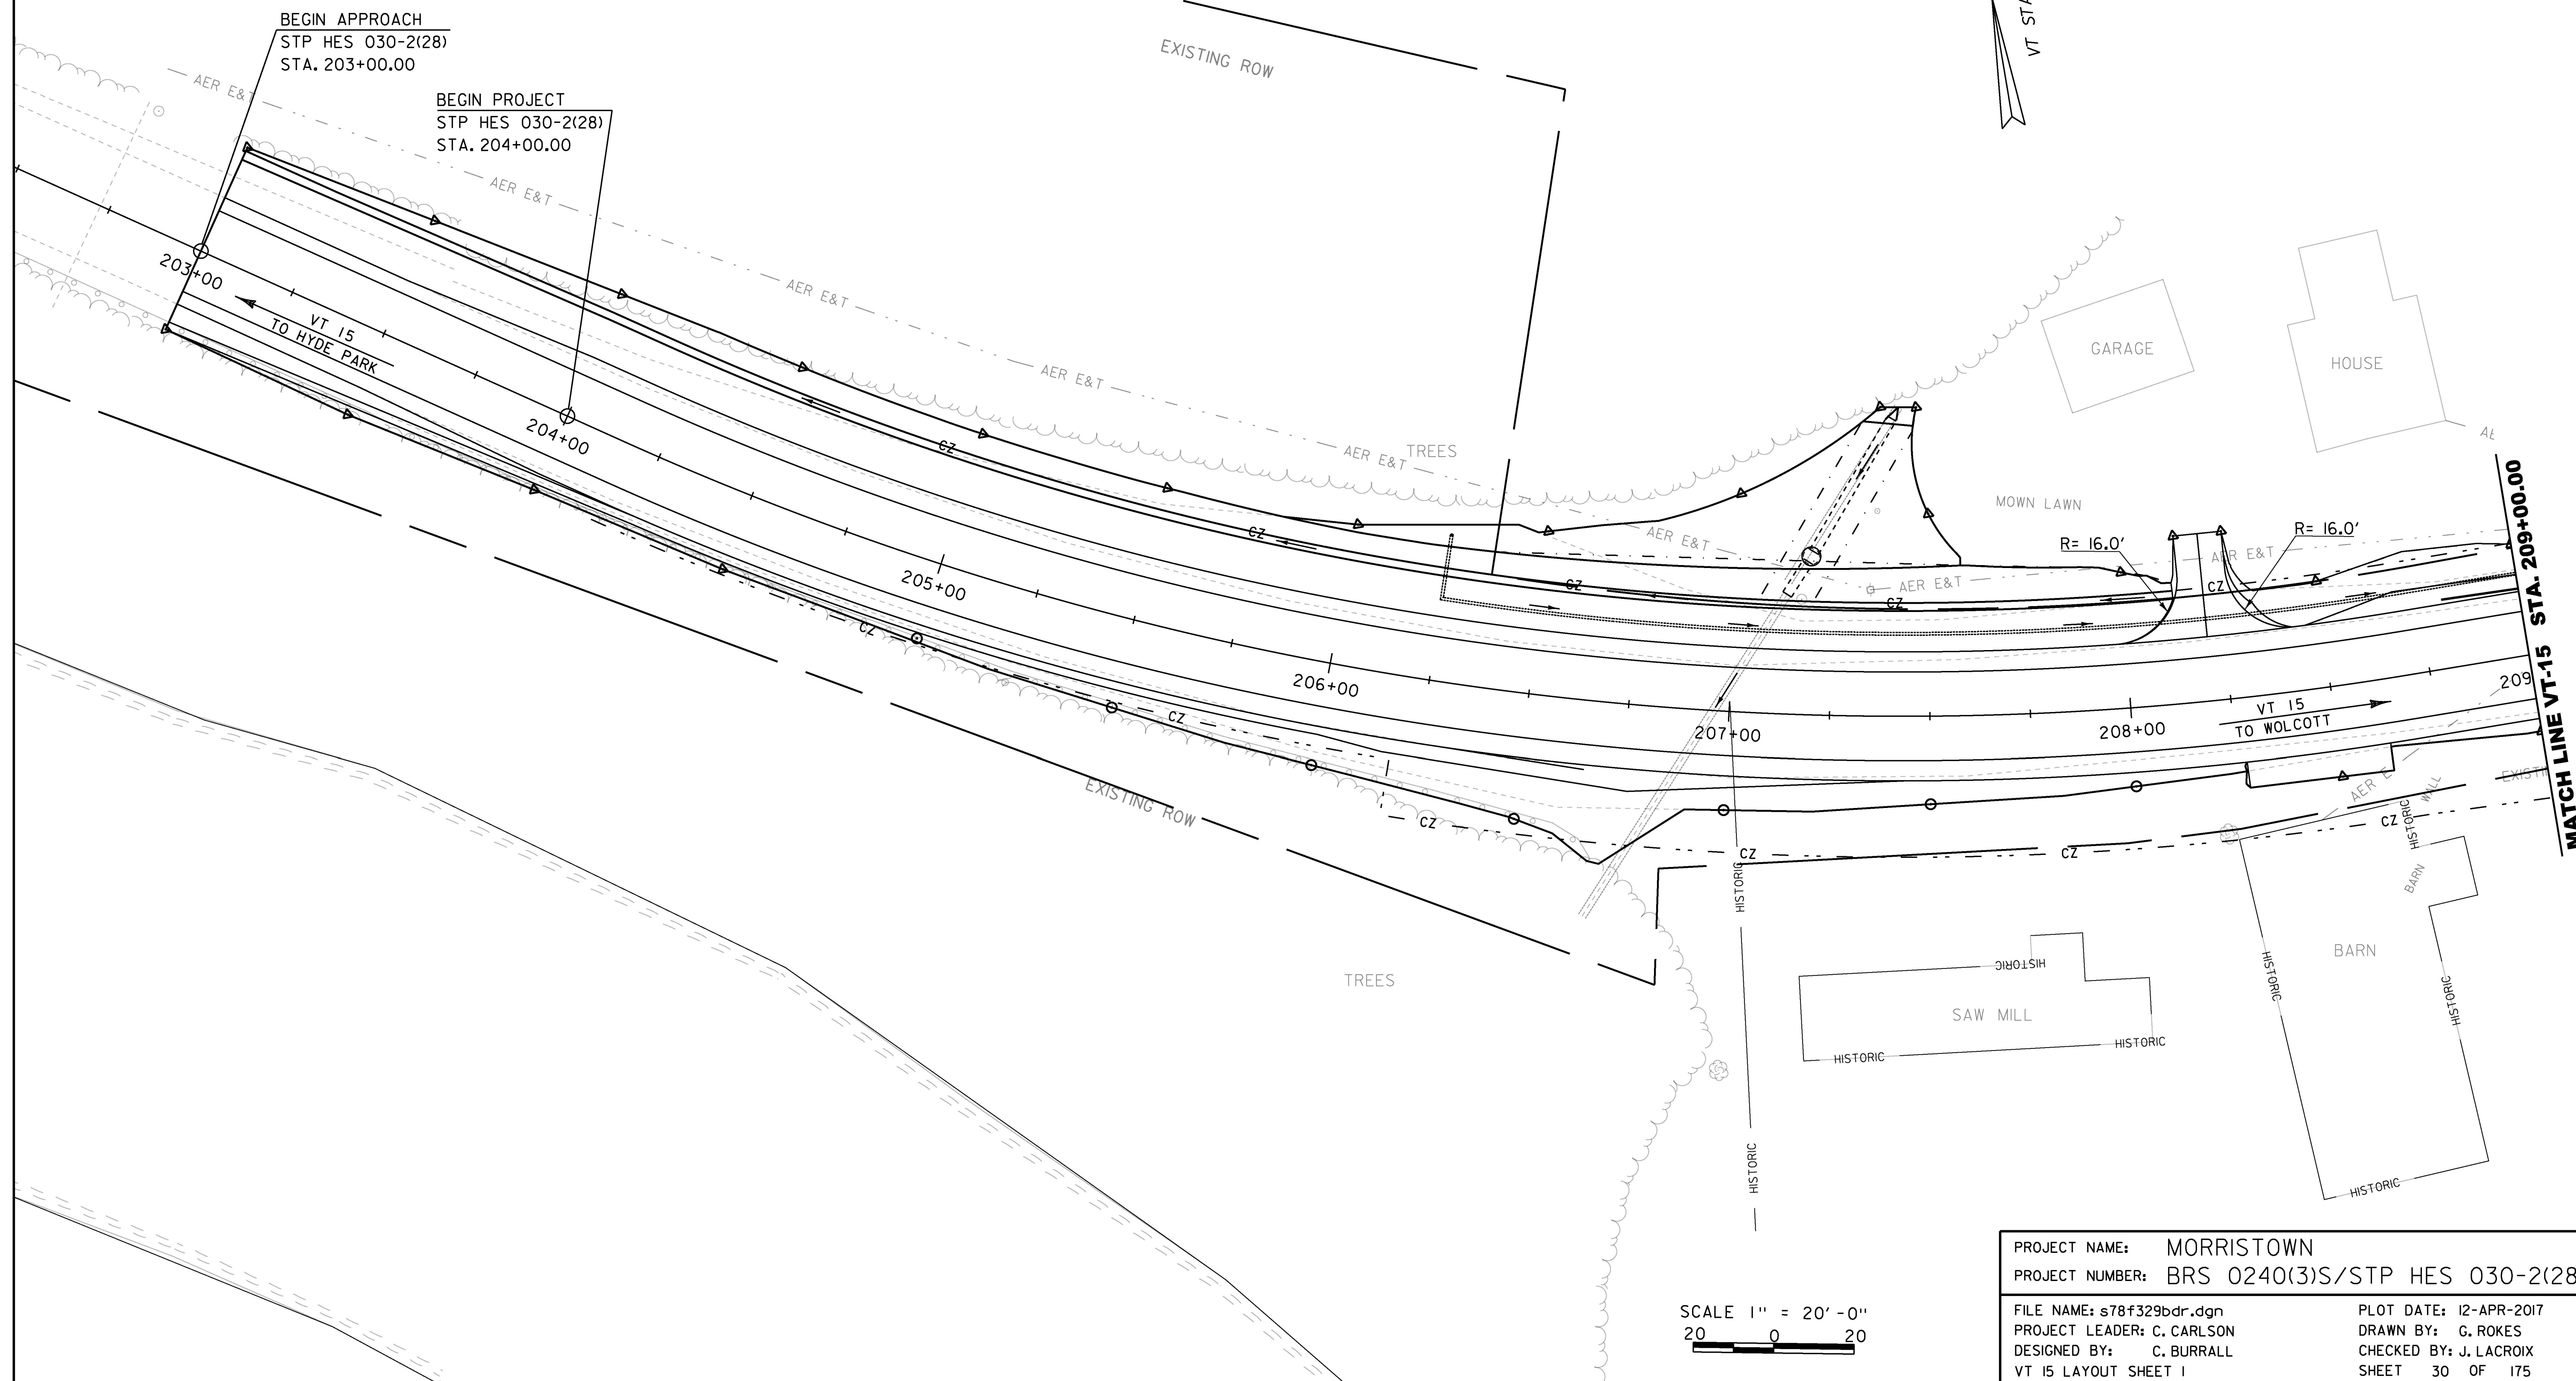 BEGIN APPROACH
STP HES 030-2(28)
STA. 203+00.00
BEGIN PROJECT
STP HES 030-2(28)
STA. 204+00.00
EXISTING ROW
VT STA
AER E&T
AER E&T
AER E&T
AER E&T
AER E&T
AER E&T
AER E&T
AER E&T
TREES
GARAGE
HOUSE
MOWN LAWN
R= 16.0'
R= 16.0'
203+00
VT 15
TO HYDE PARK
204+00
205+00
206+00
207+00
208+00
209
VT 15
TO WOLCOTT
CZ
CZ
CZ
CZ
CZ
CZ
CZ
CZ
CZ
CZ
CZ
MATCH LINE VT-15 STA. 209+00.00
EXISTING ROW
AER E
HISTORIC
WALL
BARN
TREES
HISTORIC
HISTORIC
HISTORIC
SAW MILL
HISTORIC
HISTORIC
BARN
HISTORIC
HISTORIC
HISTORIC
SCALE 1" = 20'-0"
20 0 20
PROJECT NAME: MORRISTOWN
PROJECT NUMBER: BRS 0240(3)S/STP HES 030-2(28
FILE NAME: s78f329bdr.dgn
PLOT DATE: 12-APR-2017
PROJECT LEADER: C. CARLSON
DRAWN BY: G. ROKES
DESIGNED BY: C. BURRALL
CHECKED BY: J. LACROIX
VT 15 LAYOUT SHEET 1
SHEET 30 OF 175